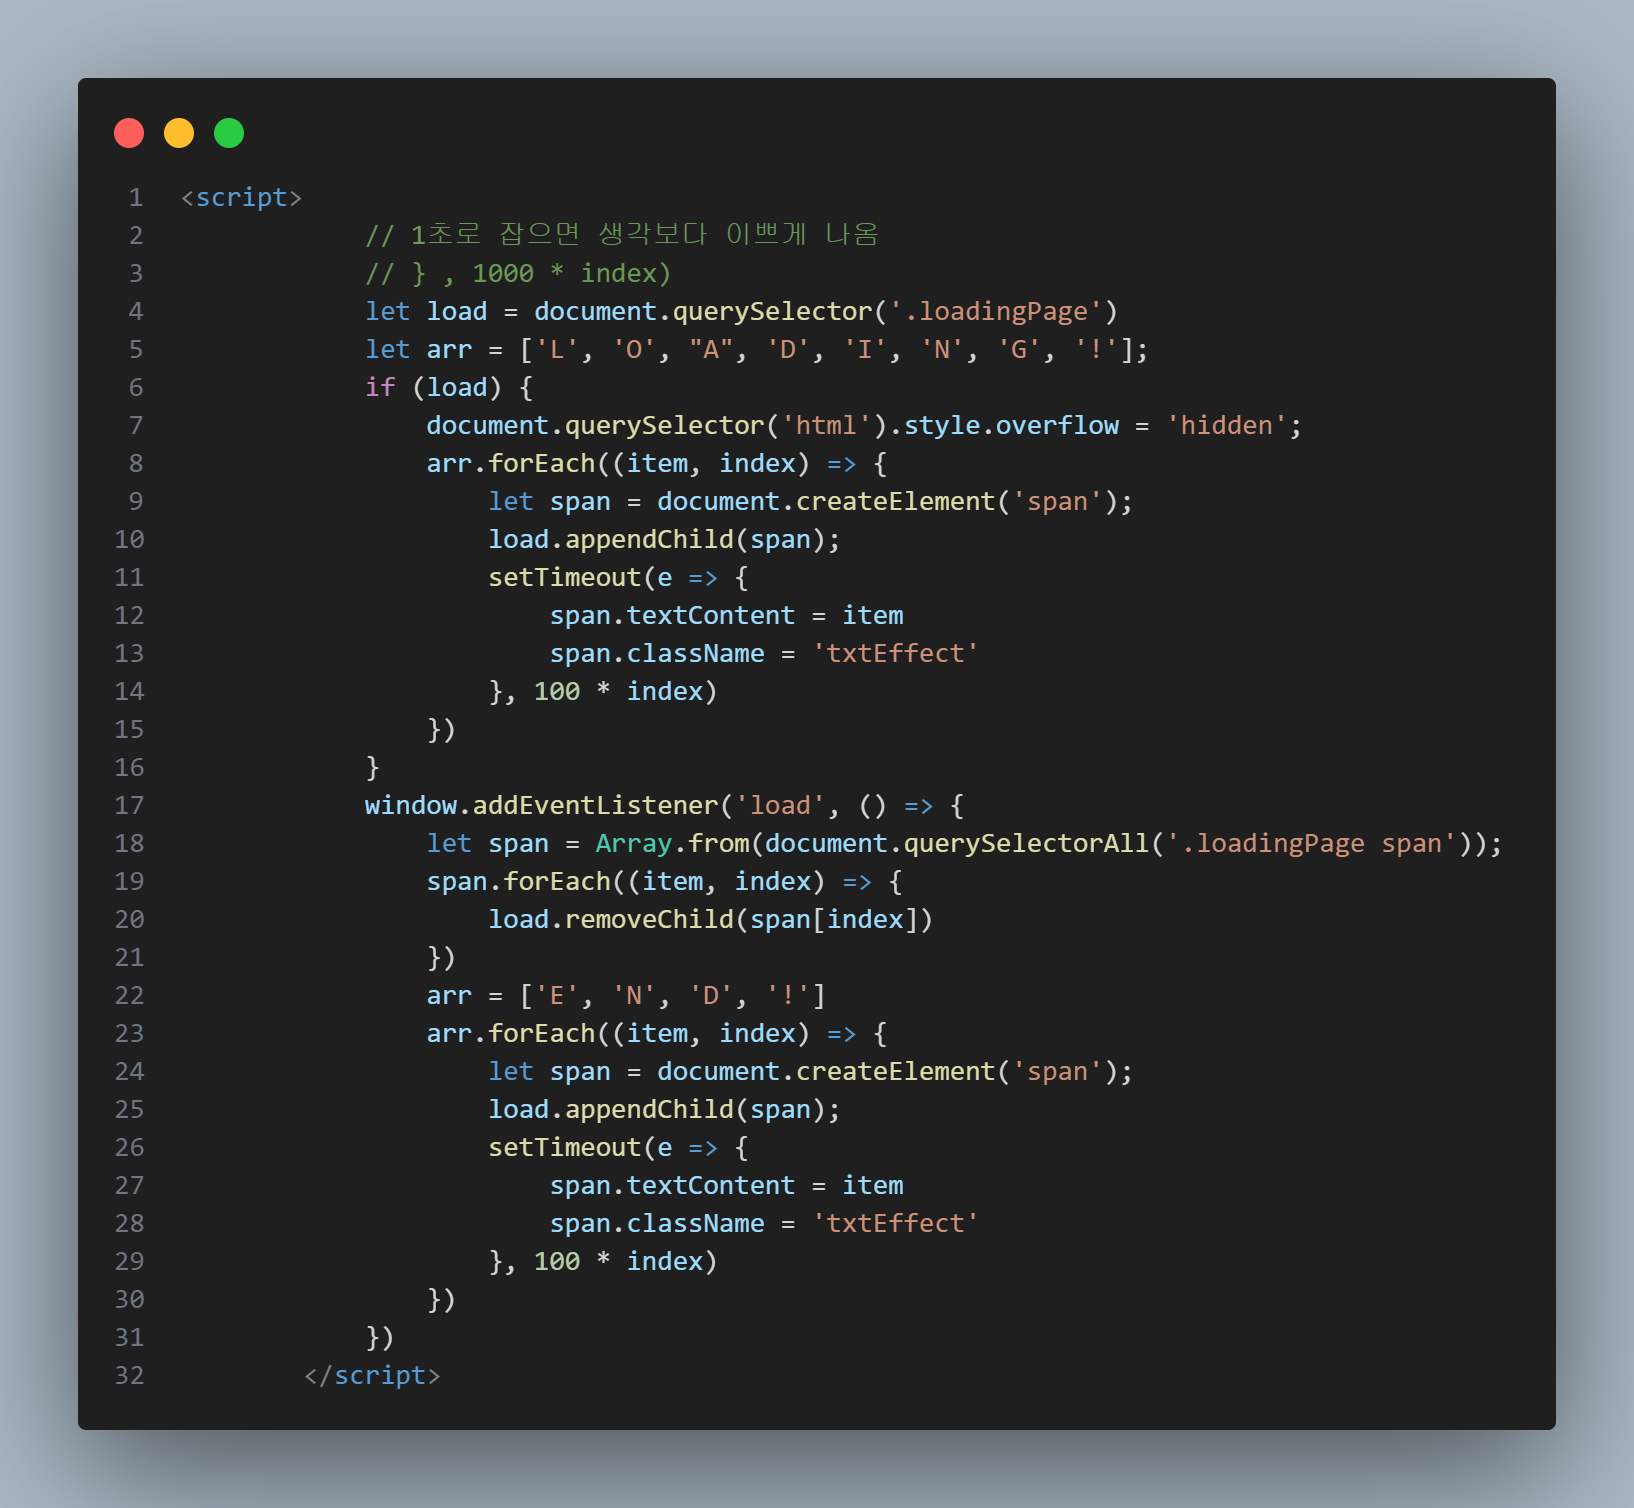 1 <script>
2 // 1초로 잡으면 생각보다 이쁘게 나옴
3 // } , 1000 * index)
4 let load = document.querySelector('.loadingPage')
5 let arr = ['L', 'O', "A", 'D', 'I', 'N', 'G', '!'];
6 if (load) {
7 document.querySelector('html').style.overflow = 'hidden';
8 arr.forEach((item, index) => {
9 let span = document.createElement('span');
10 load.appendChild(span);
11 setTimeout(e => {
12 span.textContent = item
13 span.className = 'txtEffect'
14 }, 100 * index)
15 })
16 }
17 window.addEventListener('load', () => {
18 let span = Array.from(document.querySelectorAll('.loadingPage span'));
19 span.forEach((item, index) => {
20 load.removeChild(span[index])
21 })
22 arr = ['E', 'N', 'D', '!']
23 arr.forEach((item, index) => {
24 let span = document.createElement('span');
25 load.appendChild(span);
26 setTimeout(e => {
27 span.textContent = item
28 span.className = 'txtEffect'
29 }, 100 * index)
30 })
31 })
32 </script>